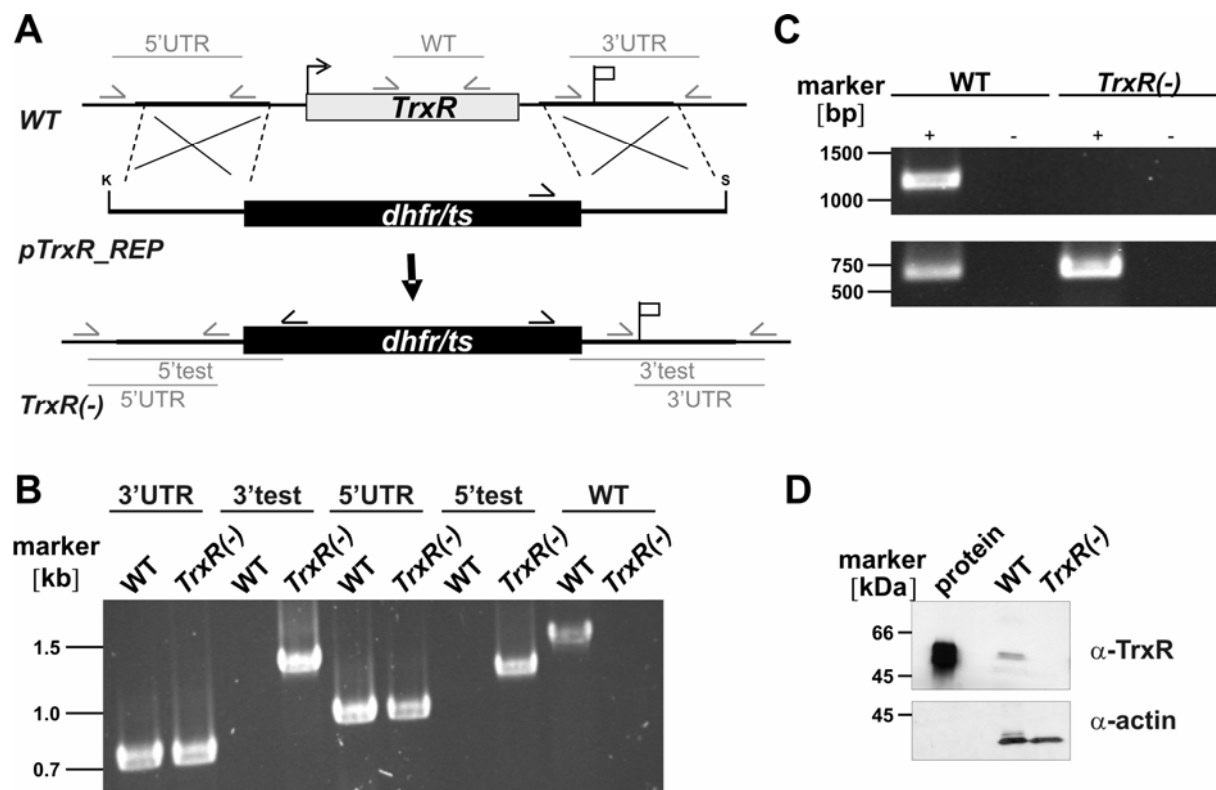 A
5’UTR
WT
3’UTR
TrxR
WT
K
S
dhfr/ts
pTrxR_REP
dhfr/ts
5’test
3’test
5’UTR
3’UTR
TrxR(-)
B
3’UTR 3’test 5’UTR 5’test WT
marker
[kb]
WT TrxR(-) WT TrxR(-) WT TrxR(-) WT TrxR(-) WT TrxR(-)
1.5
1.0
0.7
C
marker
[bp]
WT TrxR(-)
+ - + -
1500
1000
750
500
D
marker
[kDa]
protein WT TrxR(-)
66
45
α-TrxR
45
α-actin